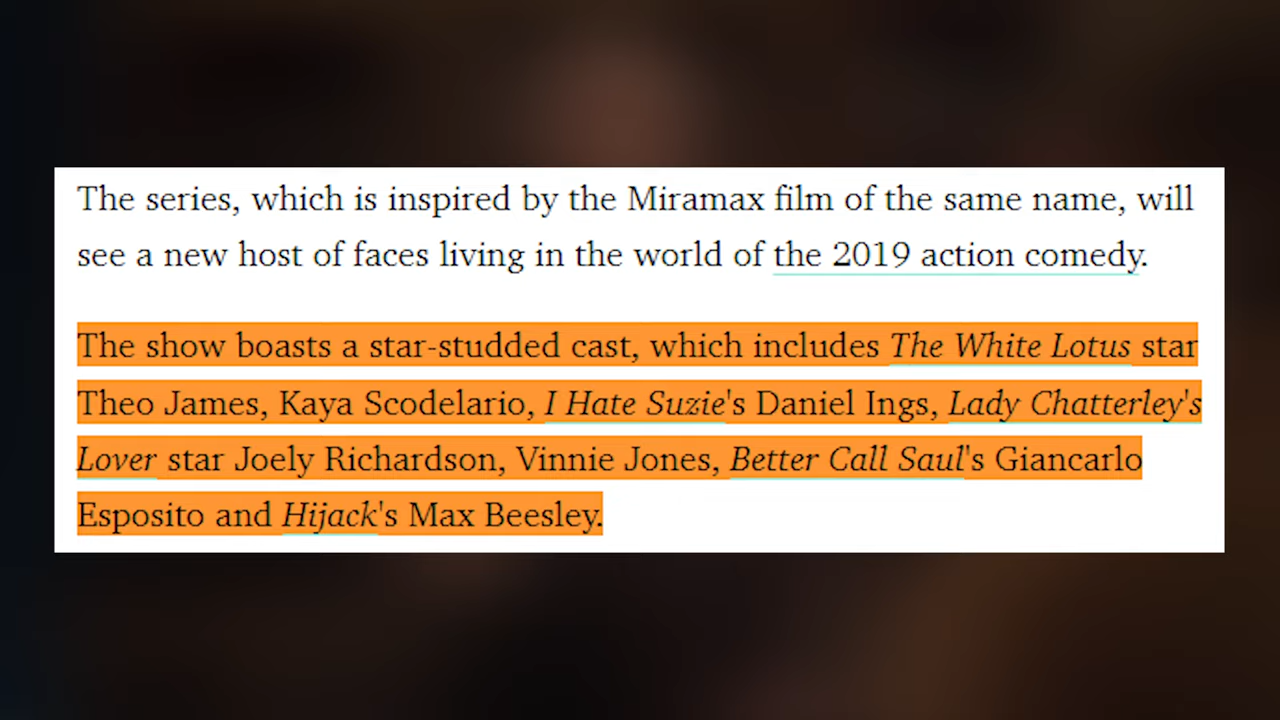 The series, which is inspired by the Miramax film of the same name, will
see a new host of faces living in the world of the 2019 action comedy.
The show boasts a star-studded cast, which includes The White Lotus star
Theo James, Kaya Scodelario, I Hate Suzie's Daniel Ings, Lady Chatterley's
Lover star Joely Richardson, Vinnie Jones, Better Call Saul's Giancarlo
Esposito and Hijack's Max Beesley.